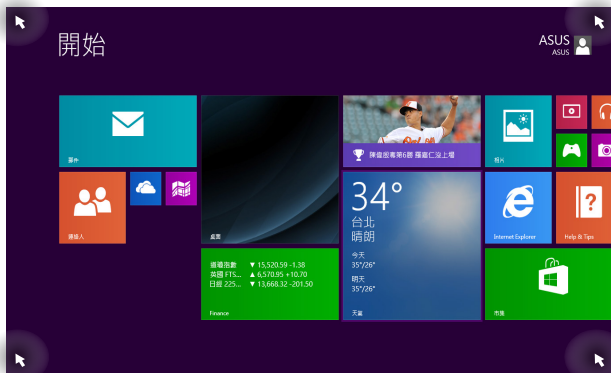 開始
ASUS
ASUS
郵件
桌面
陳偉殷奪第6勝 羅嘉仁沒上場
相片
連絡人
34°
台北
晴朗
今天
35°/26°
明天
35°/26°
天氣
Internet Explorer
Help & Tips
道瓊指數 ▼ 15,520.59 -1.38
英國 FTS... ▲ 6,570.95 +10.70
日經 225... ▼ 13,668.32 -201.50
Finance
市集